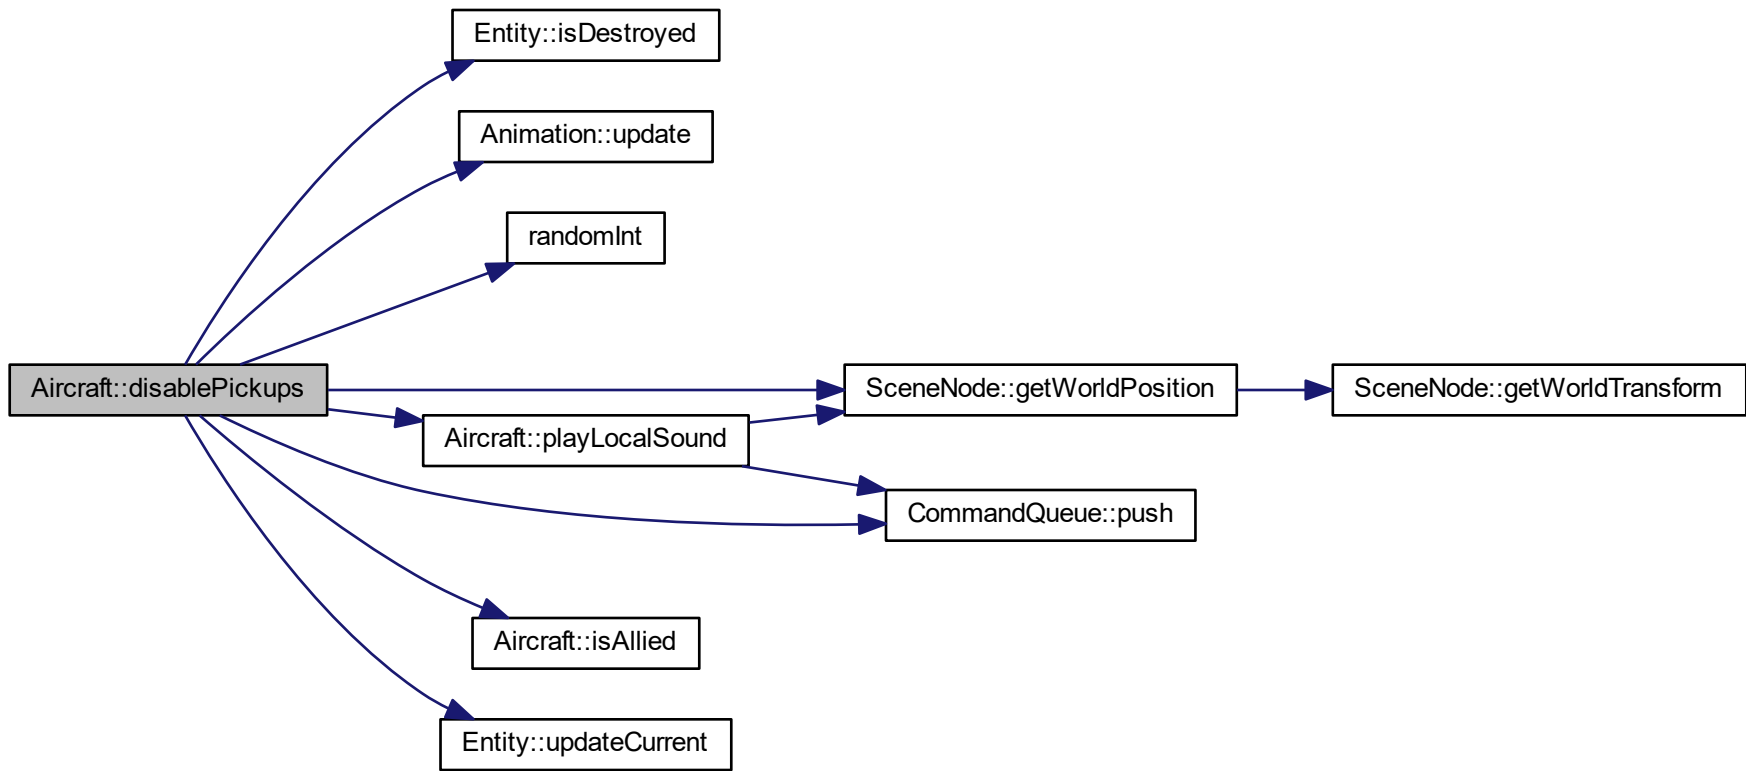 Entity::isDestroyed
Animation::update
randomInt
Aircraft::disablePickups
SceneNode::getWorldPosition
SceneNode::getWorldTransform
Aircraft::playLocalSound
CommandQueue::push
Aircraft::isAllied
Entity::updateCurrent